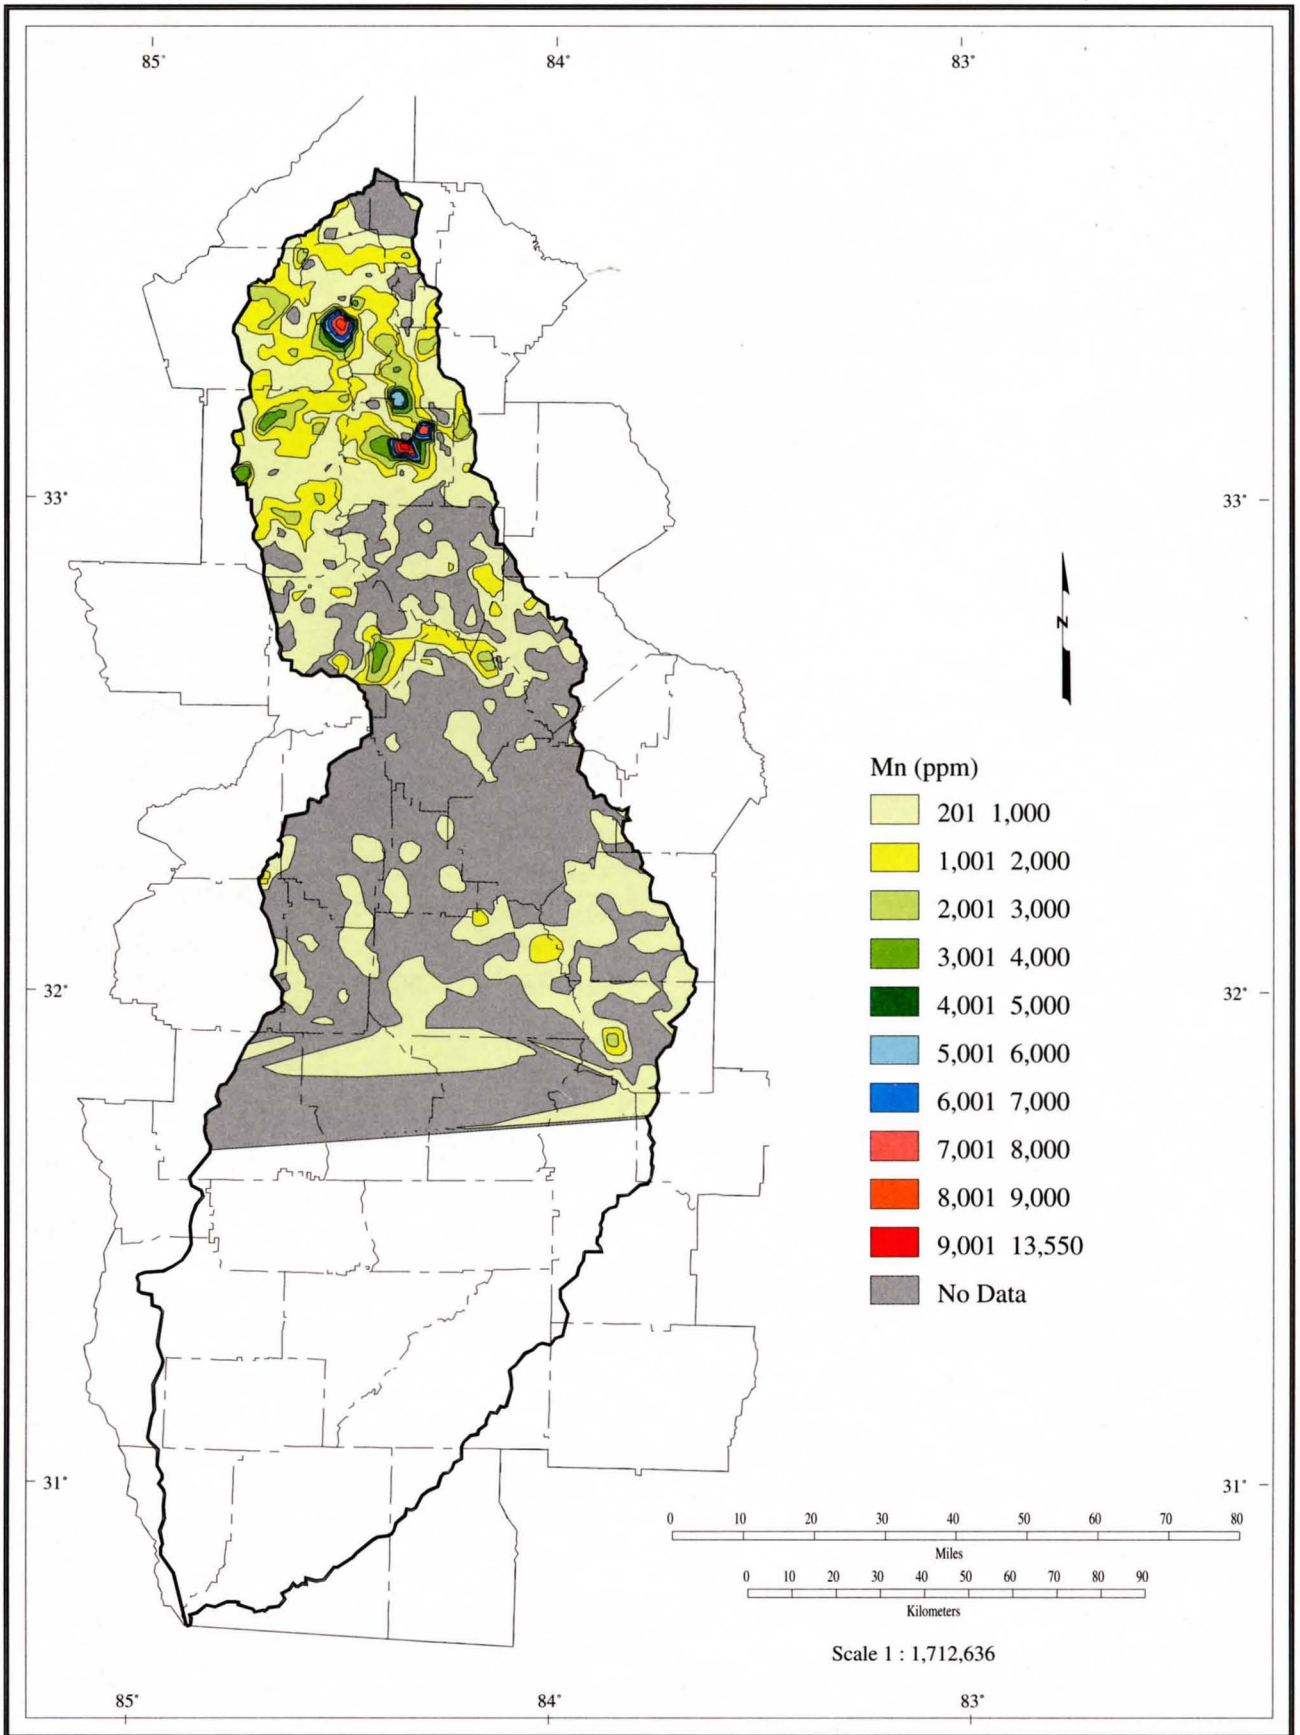 85° 84° 83°
33° 33°
N
Mn (ppm)
201 1,000
1,001 2,000
2,001 3,000
3,001 4,000
4,001 5,000
32° 32°
5,001 6,000
6,001 7,000
7,001 8,000
8,001 9,000
9,001 13,550
No Data
31° 31°
0 10 20 30 40 50 60 70 80
Miles
0 10 20 30 40 50 60 70 80 90
Kilometers
Scale 1 : 1,712,636
85° 84° 83°